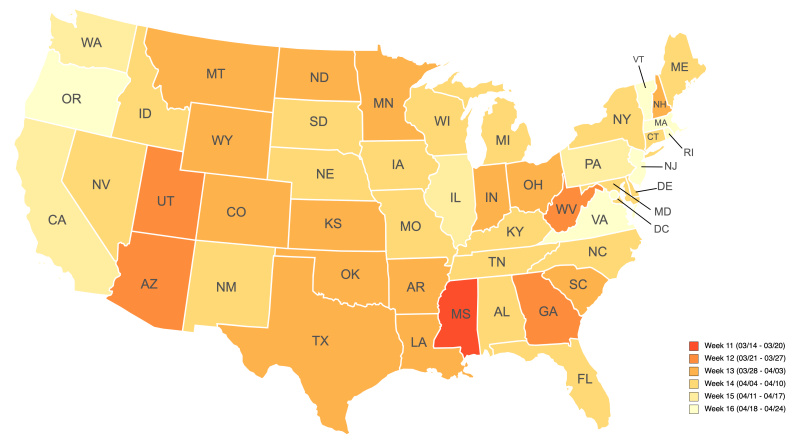 WA
OR
CA
NV
ID
MT
WY
UT
AZ
CO
NM
ND
SD
NE
KS
OK
TX
MN
IA
MO
AR
LA
WI
IL
MI
IN
OH
KY
TN
MS
AL
GA
FL
SC
NC
VA
WV
PA
NY
VT
NH
ME
MA
CT
RI
NJ
DE
MD
DC
Week 11 (03/14 - 03/20)
Week 12 (03/21 - 03/27)
Week 13 (03/28 - 04/03)
Week 14 (04/04 - 04/10)
Week 15 (04/11 - 04/17)
Week 16 (04/18 - 04/24)